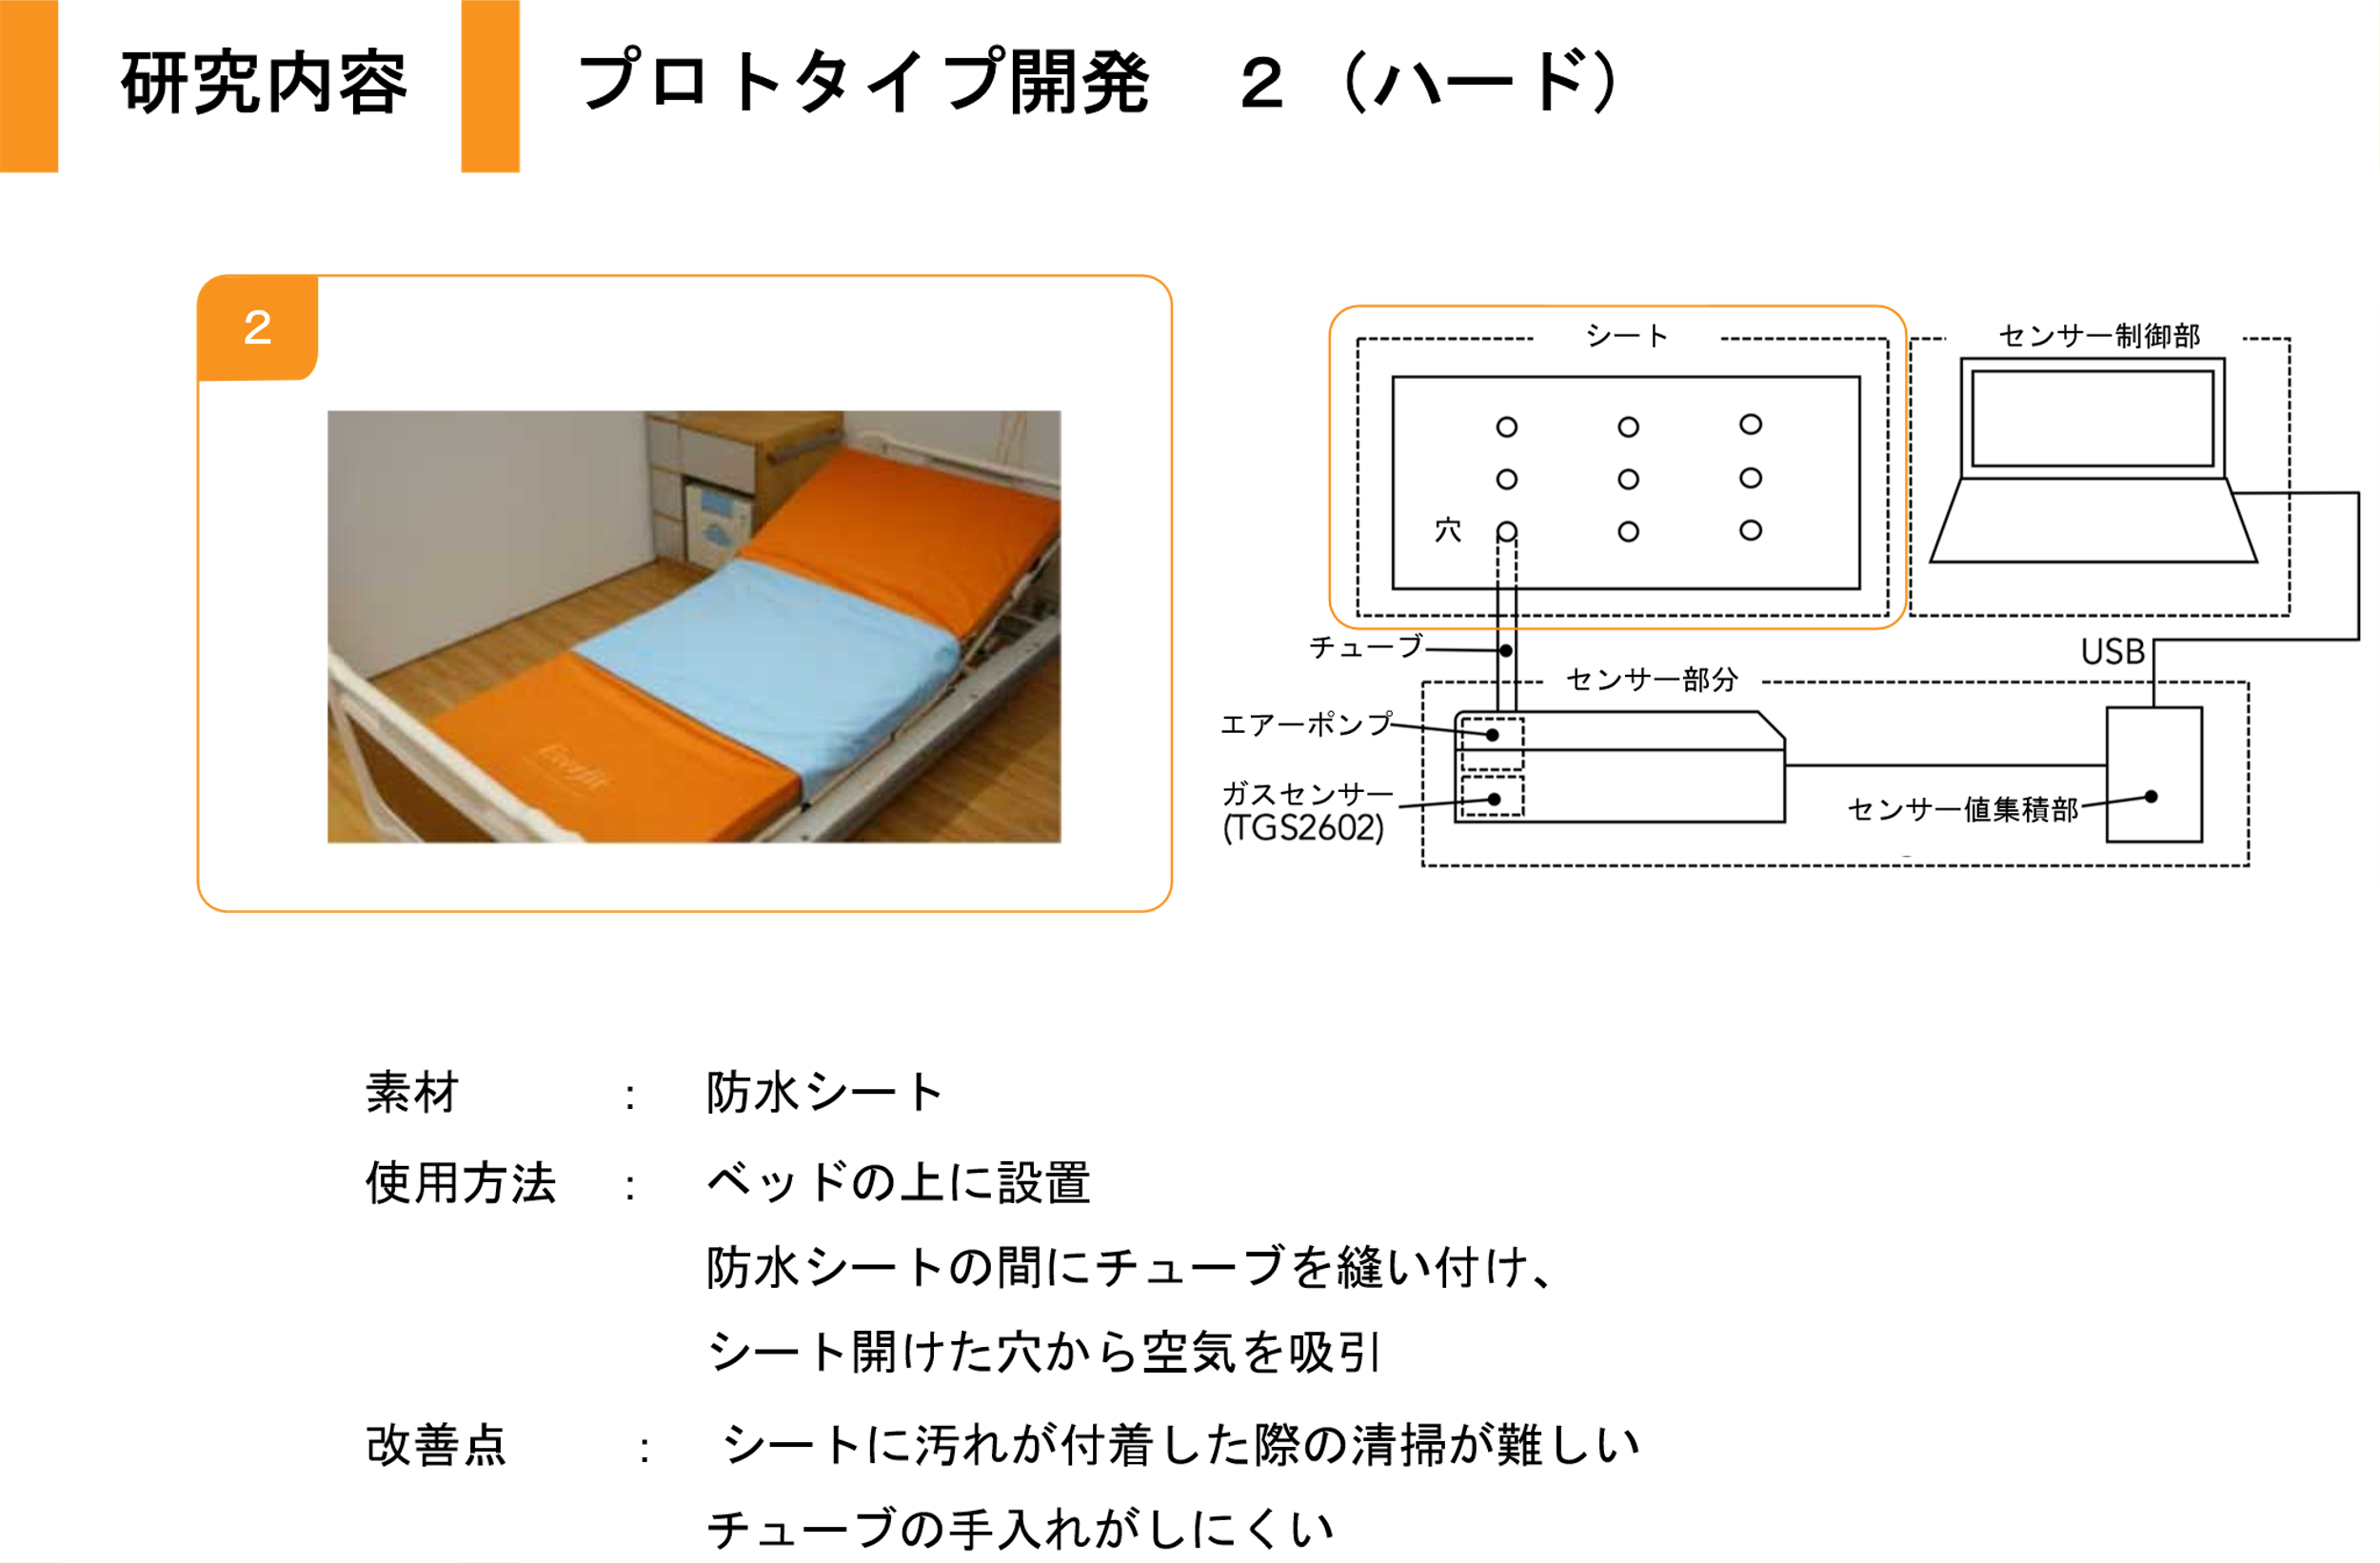 研究内容 プロトタイプ開発 2（ハード）
2
シート
センサー制御部
穴
チューブ
USB
センサー部分
エアーポンプ
ガスセンサー
(TGS2602)
センサー値集積部
素材 ： 防水シート
使用方法 ： ベッドの上に設置
防水シートの間にチューブを縫い付け、
シート開けた穴から空気を吸引
改善点 ： シートに汚れが付着した際の清掃が難しい
チューブの手入れがしにくい